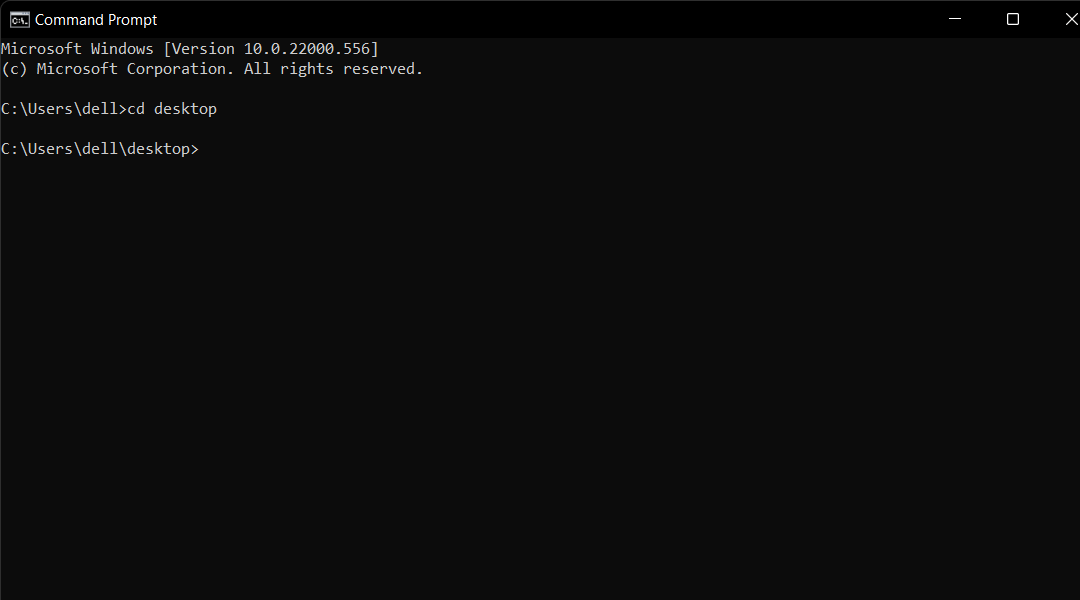 Command Prompt
Microsoft Windows [Version 10.0.22000.556]
(c) Microsoft Corporation. All rights reserved.
C:\Users\dell>cd desktop
C:\Users\dell\desktop>